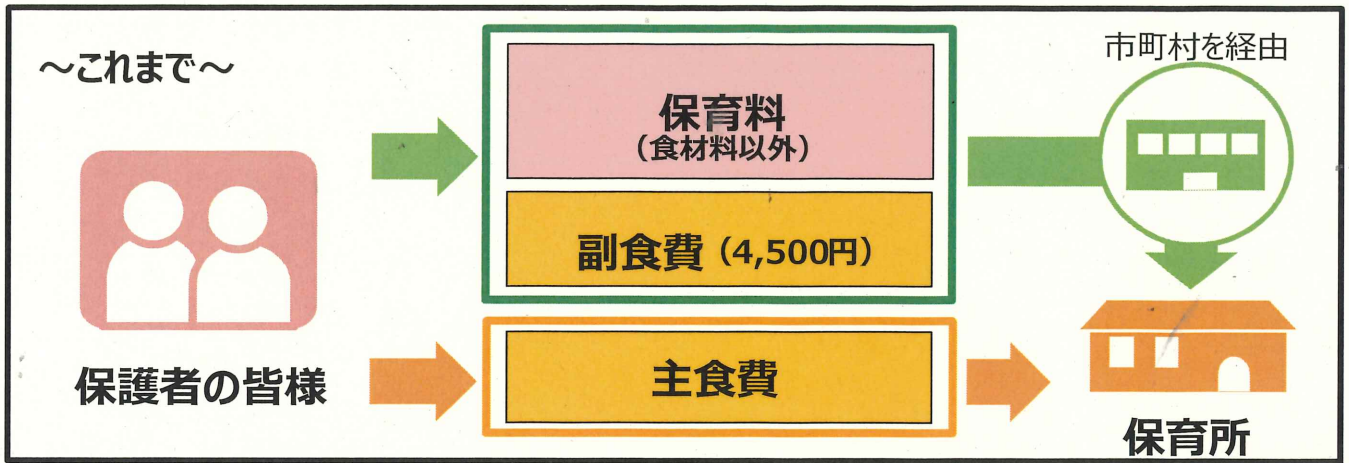 ～これまで～
保育料
（食材料以外）
市町村を経由
副食費（4,500円）
保護者の皆様
主食費
保育所